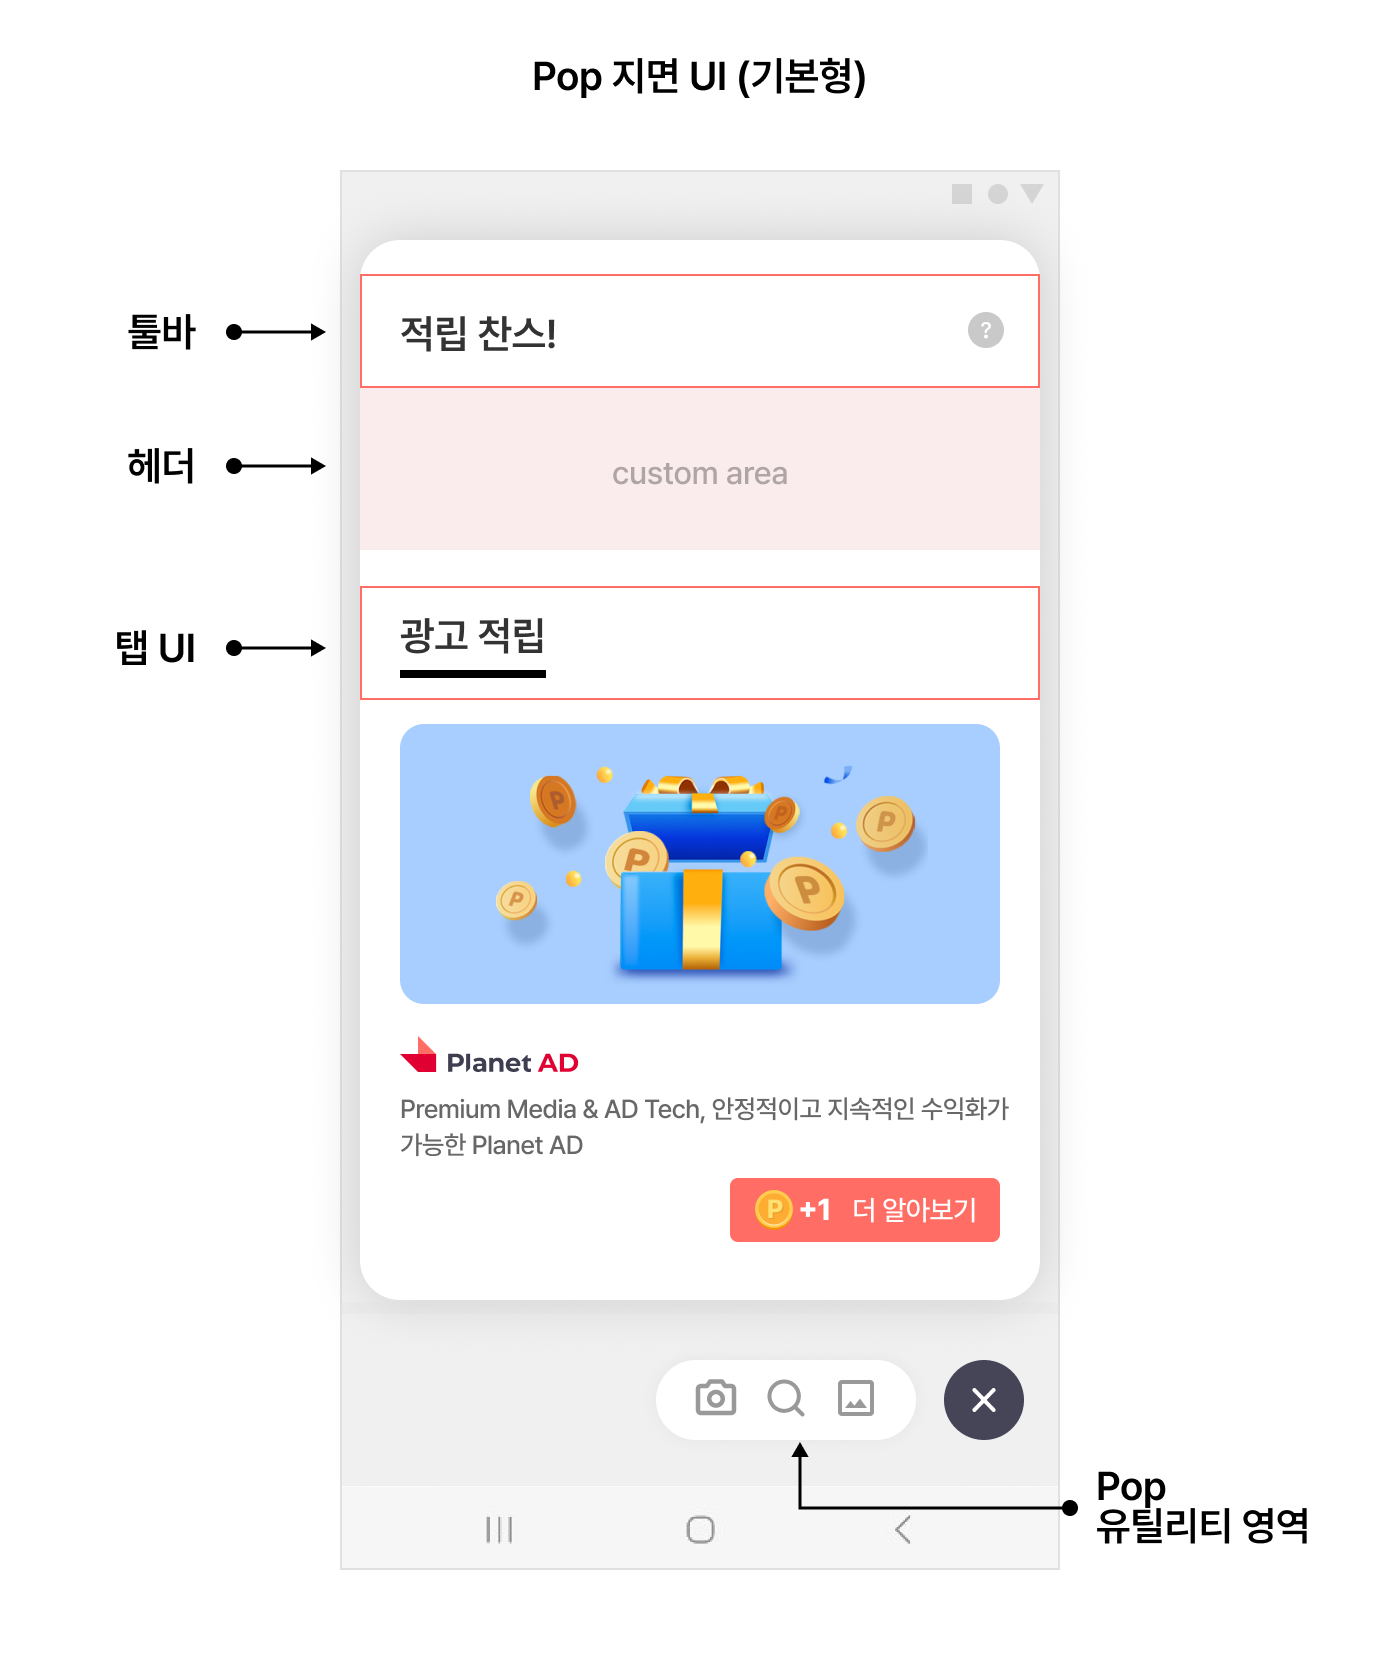 Pop 지면 UI (기본형)
툴바
적립 찬스!
?
헤더
custom area
탭 UI
광고 적립
P
P
P
P
P
P
Planet AD
Premium Media & AD Tech, 안정적이고 지속적인 수익화가
가능한 Planet AD
P +1 더 알아보기
Pop
유틸리티 영역